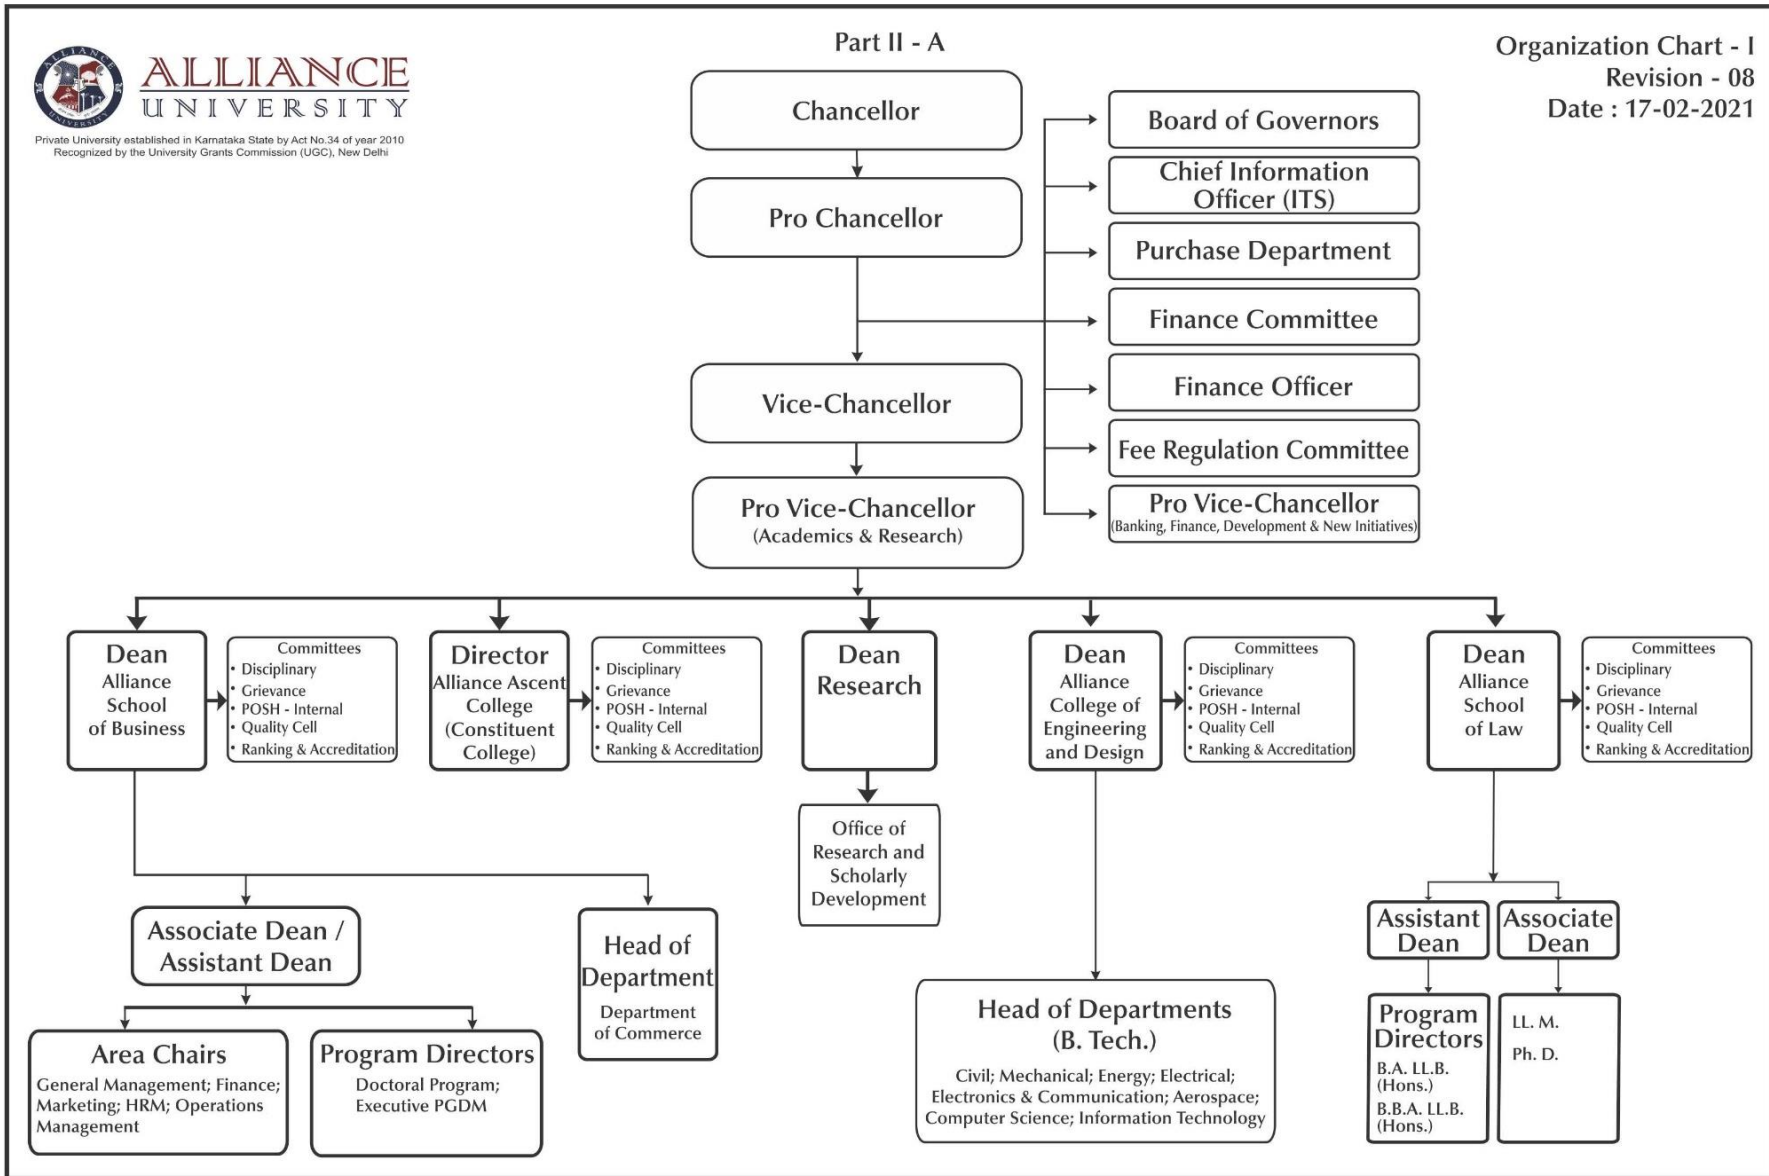 ALLIANCE
UNIVERSITY
Private University established in Karnataka State by Act No.34 of year 2010
Recognized by the University Grants Commission (UGC), New Delhi
Part II - A
Organization Chart - I
Revision - 08
Date : 17-02-2021
Chancellor
Pro Chancellor
Vice-Chancellor
Pro Vice-Chancellor
(Academics & Research)
Board of Governors
Chief Information
Officer (ITS)
Purchase Department
Finance Committee
Finance Officer
Fee Regulation Committee
Pro Vice-Chancellor
(Banking, Finance, Development & New Initiatives)
Dean
Alliance
School
of Business
Committees
• Disciplinary
• Grievance
• POSH - Internal
• Quality Cell
• Ranking & Accreditation
Director
Alliance Ascent
College
(Constituent
College)
Committees
• Disciplinary
• Grievance
• POSH - Internal
• Quality Cell
• Ranking & Accreditation
Dean
Research
Dean
Alliance
College of
Engineering
and Design
Committees
• Disciplinary
• Grievance
• POSH - Internal
• Quality Cell
• Ranking & Accreditation
Dean
Alliance
School
of Law
Committees
• Disciplinary
• Grievance
• POSH - Internal
• Quality Cell
• Ranking & Accreditation
Office of
Research and
Scholarly
Development
Associate Dean /
Assistant Dean
Head of
Department
Department
of Commerce
Area Chairs
General Management; Finance;
Marketing; HRM; Operations
Management
Program Directors
Doctoral Program;
Executive PGDM
Head of Departments
(B. Tech.)
Civil; Mechanical; Energy; Electrical;
Electronics & Communication; Aerospace;
Computer Science; Information Technology
Assistant
Dean
Associate
Dean
Program
Directors
B.A. LL.B.
(Hons.)
B.B.A. LL.B.
(Hons.)
LL. M.
Ph. D.